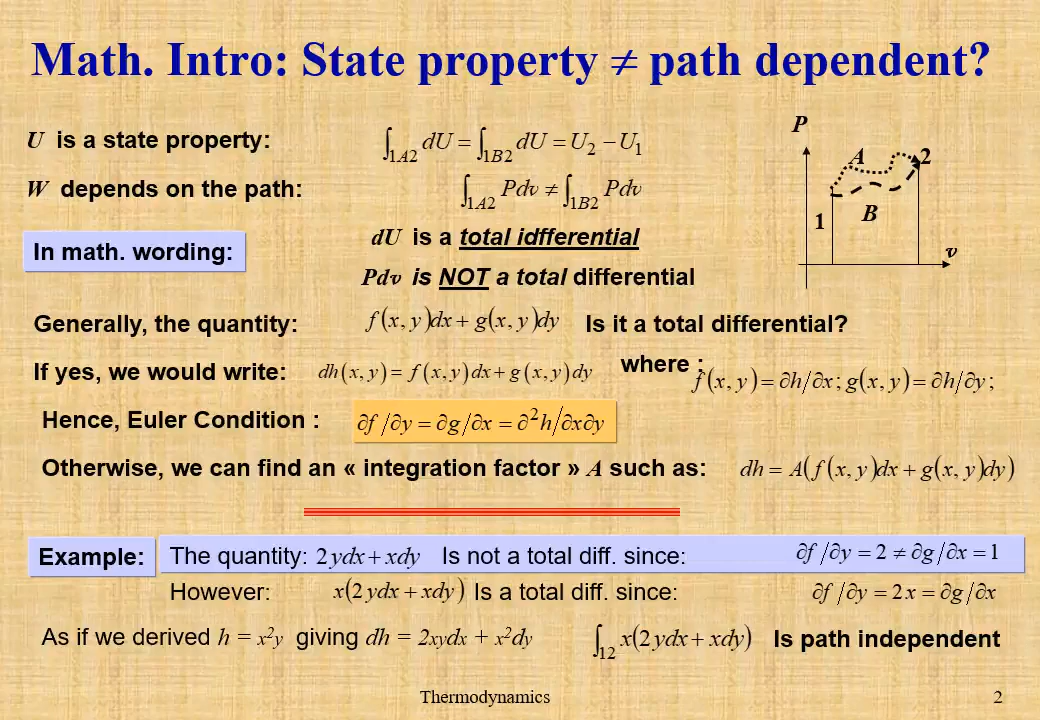 Math. Intro: State property ≠ path dependent?
U is a state property: ∫1A2 dU = ∫1B2 dU = U2 − U1
W depends on the path: ∫1A2 Pdv ≠ ∫1B2 Pdv
P
A
2
1
B
v
In math. wording:
dU is a total idfferential
Pdv is NOT a total differential
Generally, the quantity: f(x, y)dx + g(x, y)dy Is it a total differential?
If yes, we would write: dh(x, y) = f(x, y)dx + g(x, y)dy where : f(x, y) = ∂h/∂x; g(x, y) = ∂h/∂y;
Hence, Euler Condition : ∂f/∂y = ∂g/∂x = ∂²h/∂x∂y
Otherwise, we can find an « integration factor » A such as: dh = A(f(x, y)dx + g(x, y)dy)
Example: The quantity: 2ydx + xdy Is not a total diff. since: ∂f/∂y = 2 ≠ ∂g/∂x = 1
However: x(2ydx + xdy) Is a total diff. since: ∂f/∂y = 2x = ∂g/∂x
As if we derived h = x²y giving dh = 2xydx + x²dy ∫12 x(2ydx + xdy) Is path independent
Thermodynamics 2